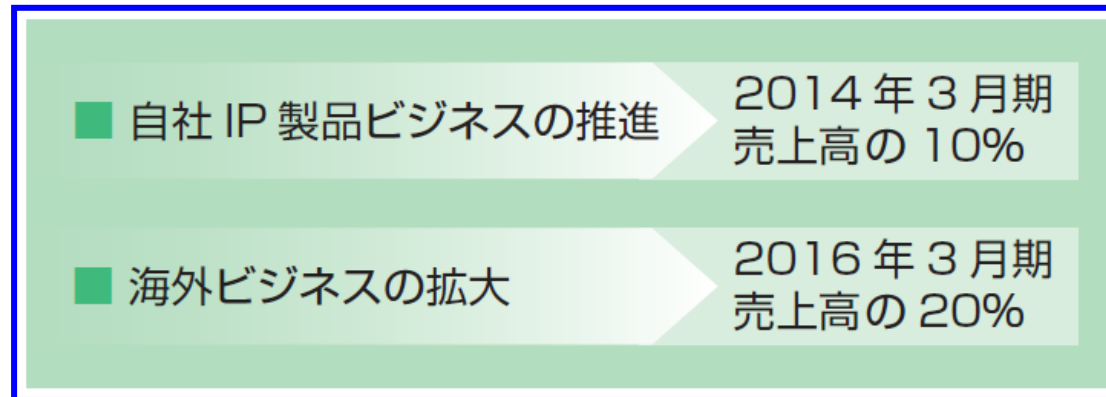 ■ 自社 IP 製品ビジネスの推進
2014 年 3 月期
売上高の 10%
■ 海外ビジネスの拡大
2016 年 3 月期
売上高の 20%